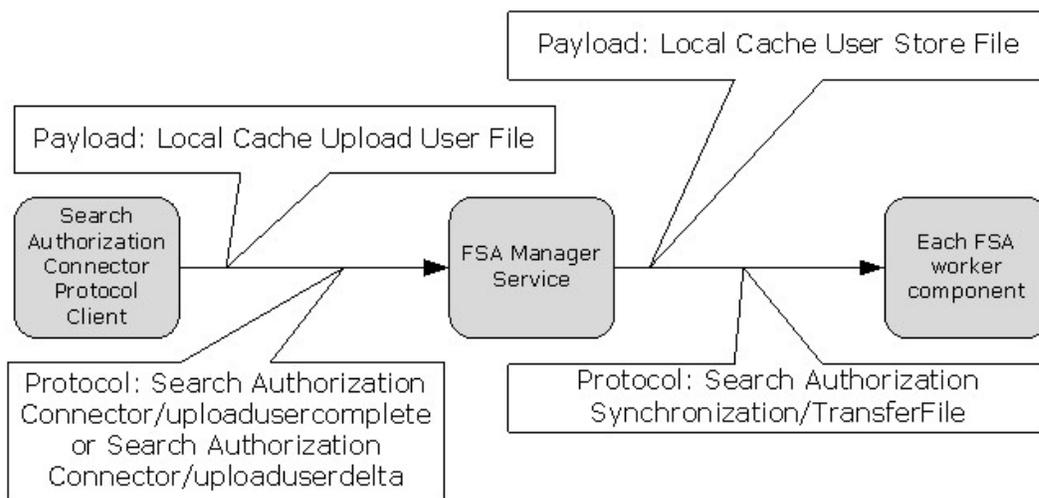 Payload: Local Cache User Store File
Payload: Local Cache Upload User File
Search
Authorization
Connector
Protocol
Client
FSA Manager
Service
Each FSA
worker
component
Protocol: Search Authorization
Connector/uploadusercomplete
or Search Authorization
Connector/uploaduserdelta
Protocol: Search Authorization
Synchronization/TransferFile